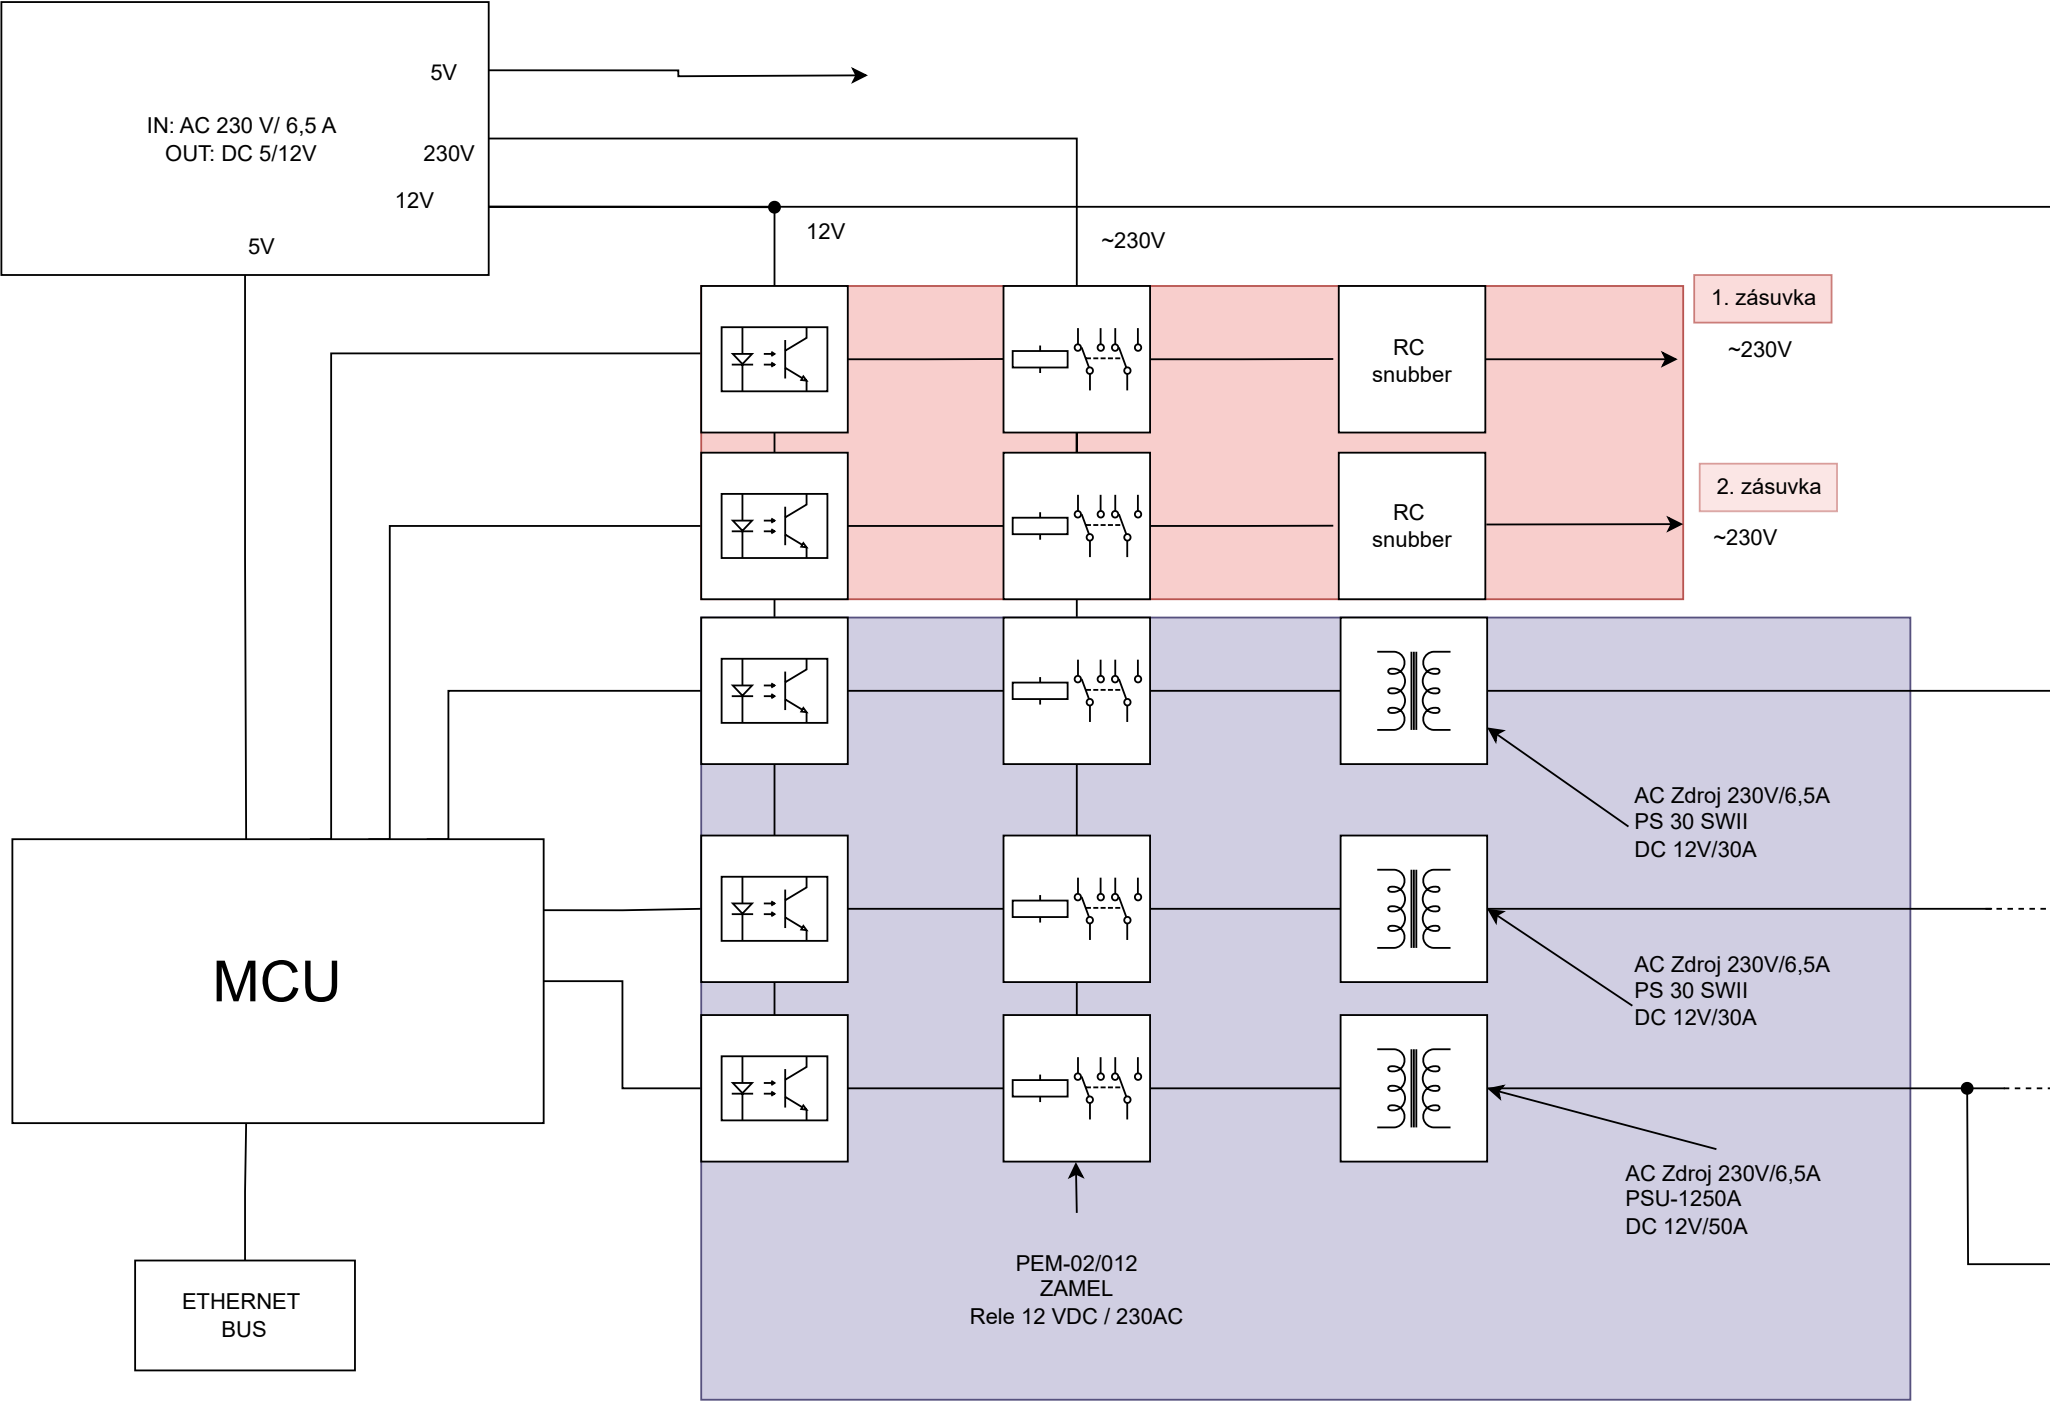 5V
IN: AC 230 V/ 6,5 A
OUT: DC 5/12V
230V
12V
5V
12V
~230V
1. zásuvka
~230V
RC
snubber
2. zásuvka
~230V
RC
snubber
AC Zdroj 230V/6,5A
PS 30 SWII
DC 12V/30A
MCU
AC Zdroj 230V/6,5A
PS 30 SWII
DC 12V/30A
AC Zdroj 230V/6,5A
PSU-1250A
DC 12V/50A
PEM-02/012
ZAMEL
Rele 12 VDC / 230AC
ETHERNET
BUS